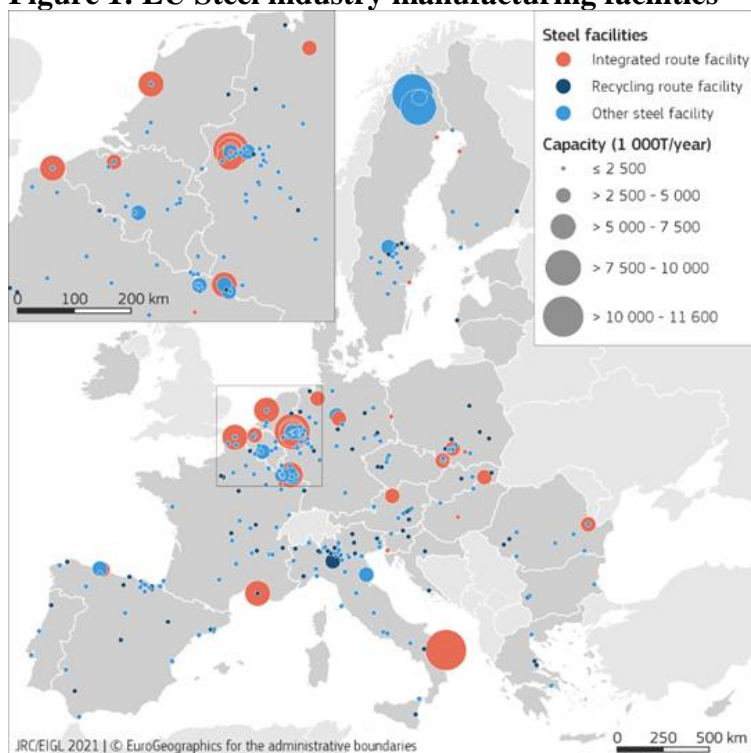 Figure 1: EU Steel industry manufacturing facilities
Steel facilities
Integrated route facility
Recycling route facility
Other steel facility
Capacity (1 000T/year)
≤ 2 500
> 2 500 - 5 000
> 5 000 - 7 500
> 7 500 - 10 000
> 10 000 - 11 600
0 100 200 km
JRC/EIGL 2021 | © EuroGeographics for the administrative boundaries
0 250 500 km